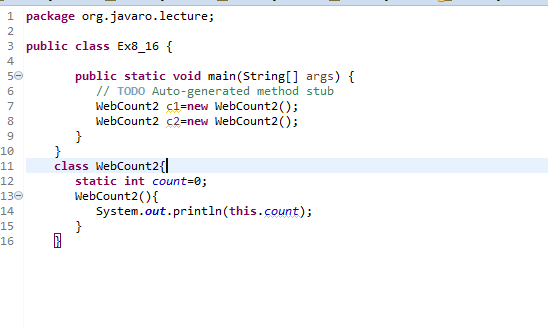 1 package org.javaro.lecture;
2
3 public class Ex8_16 {
4
5 public static void main(String[] args) {
6 // TODO Auto-generated method stub
7 WebCount2 c1=new WebCount2();
8 WebCount2 c2=new WebCount2();
9 }
10 }
11 class WebCount2{
12 static int count=0;
13 WebCount2(){
14 System.out.println(this.count);
15 }
16 }